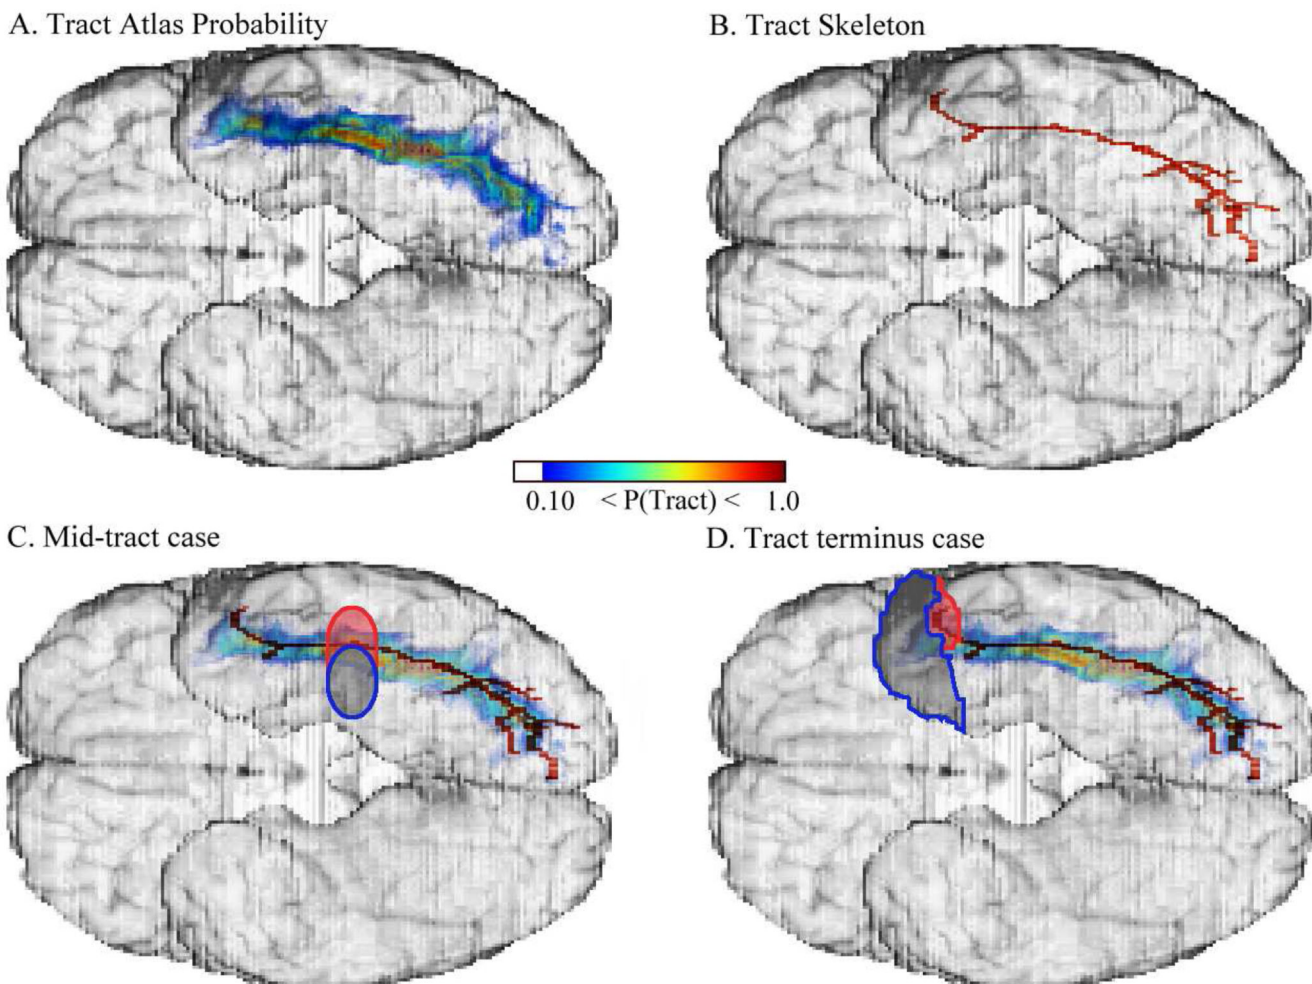 A. Tract Atlas Probability
B. Tract Skeleton
0.10 < P(Tract) < 1.0
C. Mid-tract case
D. Tract terminus case